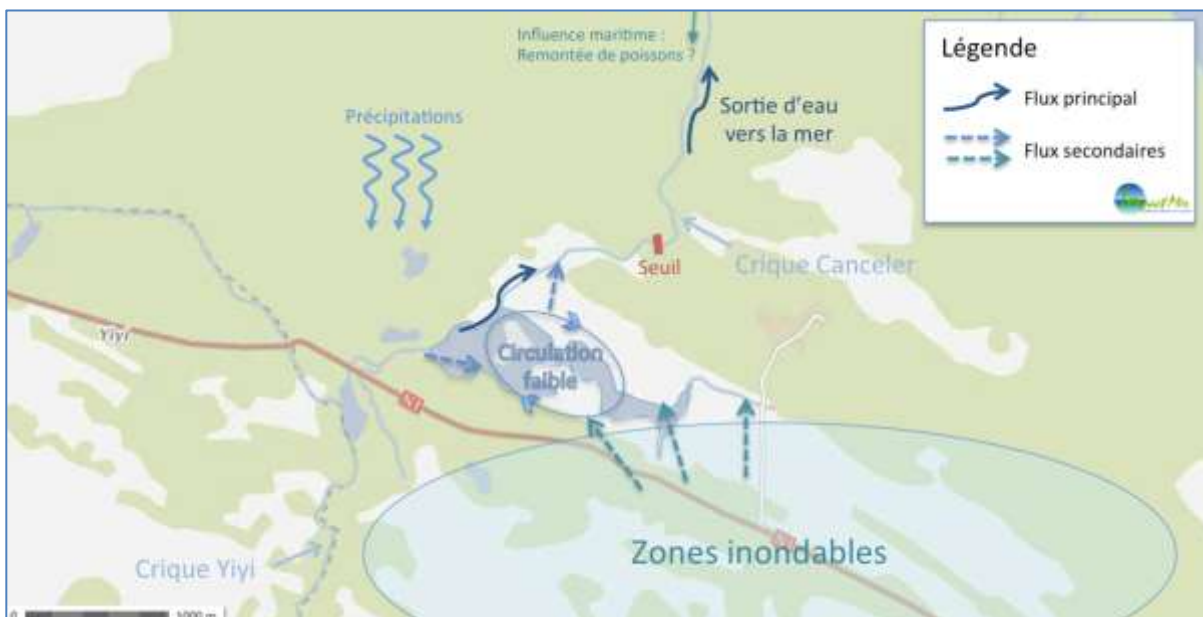 Influence maritime :
Remontée de poissons ?
Légende
Flux principal
Flux secondaires
Sortie d'eau
vers la mer
Précipitations
Seuil
Crique Canceler
Yiyi
Circulation
faible
N1
Zones inondables
Crique Yiyi
0 1000 m